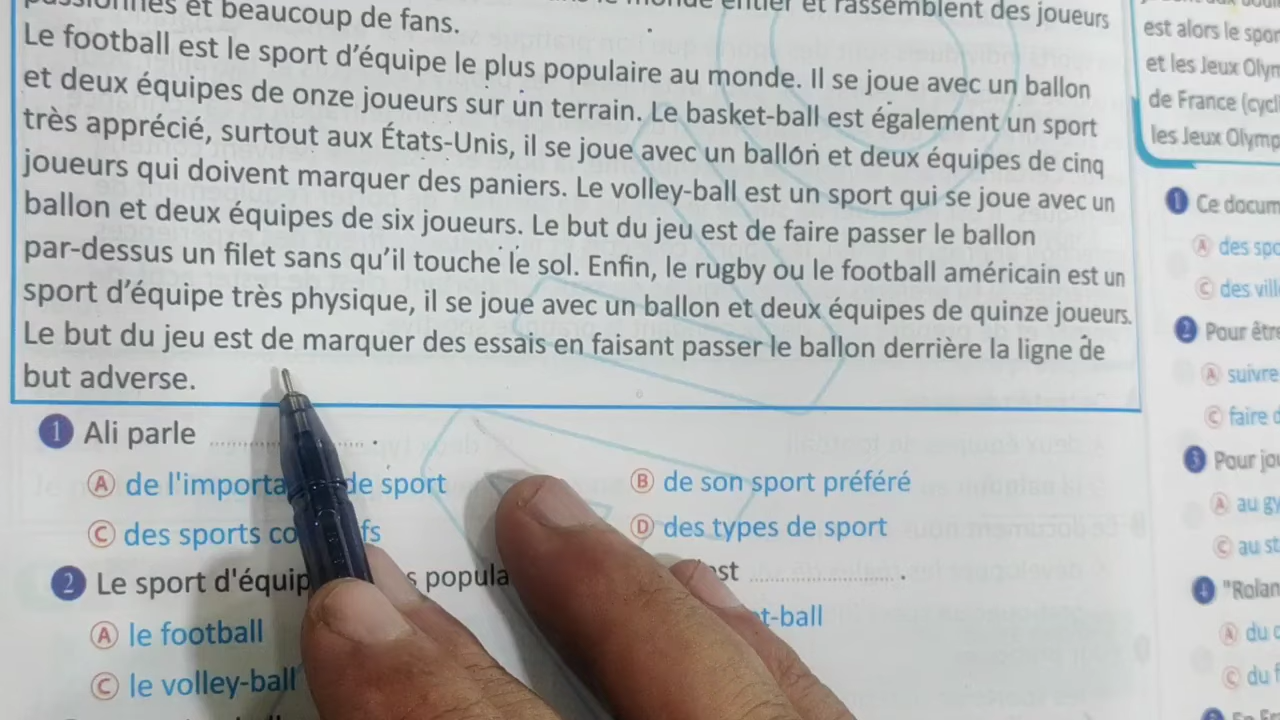 et beaucoup de fans.
entier et rassemblent des joueurs
Le football est le sport d'équipe le plus populaire au monde. Il se joue avec un ballon
et deux équipes de onze joueurs sur un terrain. Le basket-ball est également un sport
très apprécié, surtout aux États-Unis, il se joue avec un ballon et deux équipes de cinq
joueurs qui doivent marquer des paniers. Le volley-ball est un sport qui se joue avec un
ballon et deux équipes de six joueurs. Le but du jeu est de faire passer le ballon
par-dessus un filet sans qu'il touche le sol. Enfin, le rugby ou le football américain est un
sport d'équipe très physique, il se joue avec un ballon et deux équipes de quinze joueurs.
Le but du jeu est de marquer des essais en faisant passer le ballon derrière la ligne de
but adverse.
1 Ali parle ................ .
A de l'importa de sport
B de son sport préféré
C des sports co fs
D des types de sport
2 Le sport d'équip s popula st ................ .
A le football
t-ball
C le volley-ball
est alors le spor
et les Jeux Olym
de France (cycl
les Jeux Olymp
1 Ce docum
A des spo
C des ville
2 Pour être
A suivre
C faire d
3 Pour jou
A au gy
C au st
4 "Rolan
A du c
C du f